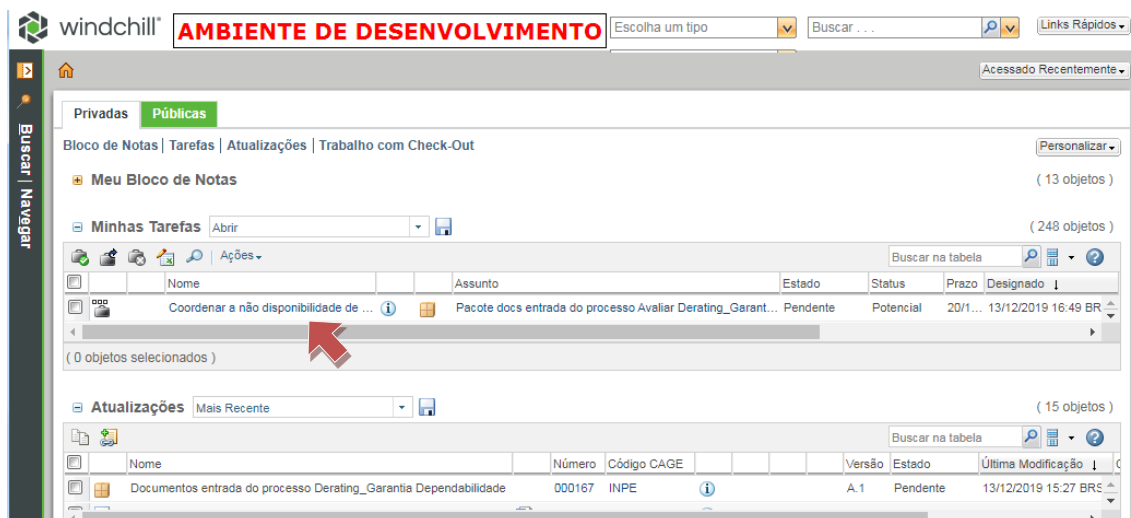 windchill® AMBIENTE DE DESENVOLVIMENTO Escolha um tipo Buscar . . . Links Rápidos
Acessado Recentemente
Buscar | Navegar
Privadas Públicas
Bloco de Notas | Tarefas | Atualizações | Trabalho com Check-Out Personalizar
Meu Bloco de Notas ( 13 objetos )
Minhas Tarefas Abrir ( 248 objetos )
Ações Buscar na tabela
Nome Assunto Estado Status Prazo Designado
Coordenar a não disponibilidade de ... Pacote docs entrada do processo Avaliar Derating_Garant... Pendente Potencial 20/1... 13/12/2019 16:49 BR
( 0 objetos selecionados )
Atualizações Mais Recente ( 15 objetos )
Buscar na tabela
Nome Número Código CAGE Versão Estado Última Modificação
Documentos entrada do processo Derating_Garantia Dependabilidade 000167 INPE A.1 Pendente 13/12/2019 15:27 BRS